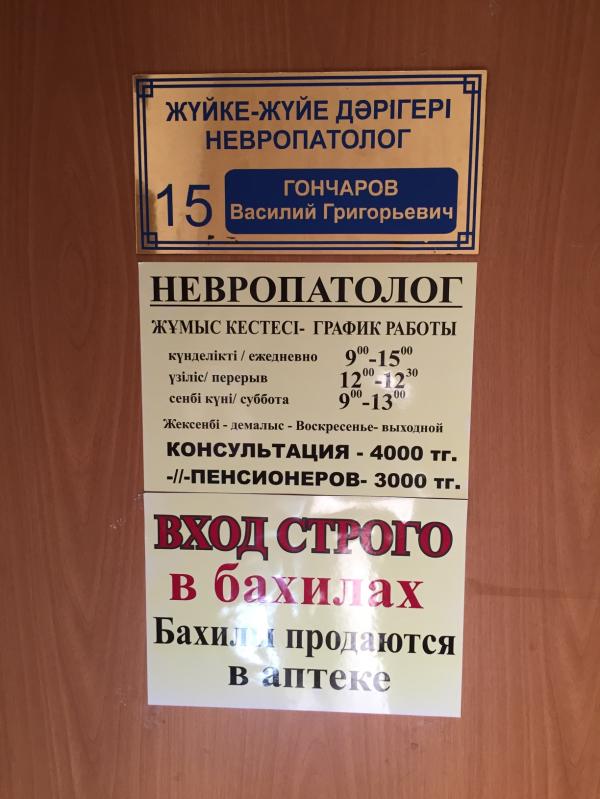 ЖҮЙКЕ-ЖҮЙЕ ДӘРІГЕРІ
НЕВРОПАТОЛОГ
15
ГОНЧАРОВ
Василий Григорьевич
НЕВРОПАТОЛОГ
ЖҰМЫС КЕСТЕСІ- ГРАФИК РАБОТЫ
күнделікті / ежедневно 9⁰⁰-15⁰⁰
үзіліс/ перерыв 12⁰⁰-12³⁰
сенбі күні/ суббота 9⁰⁰-13⁰⁰
Жексенбі - демалыс - Воскресенье- выходной
КОНСУЛЬТАЦИЯ - 4000 тг.
-//-ПЕНСИОНЕРОВ- 3000 тг.
ВХОД СТРОГО
в бахилах
Бахилы продаются
в аптеке